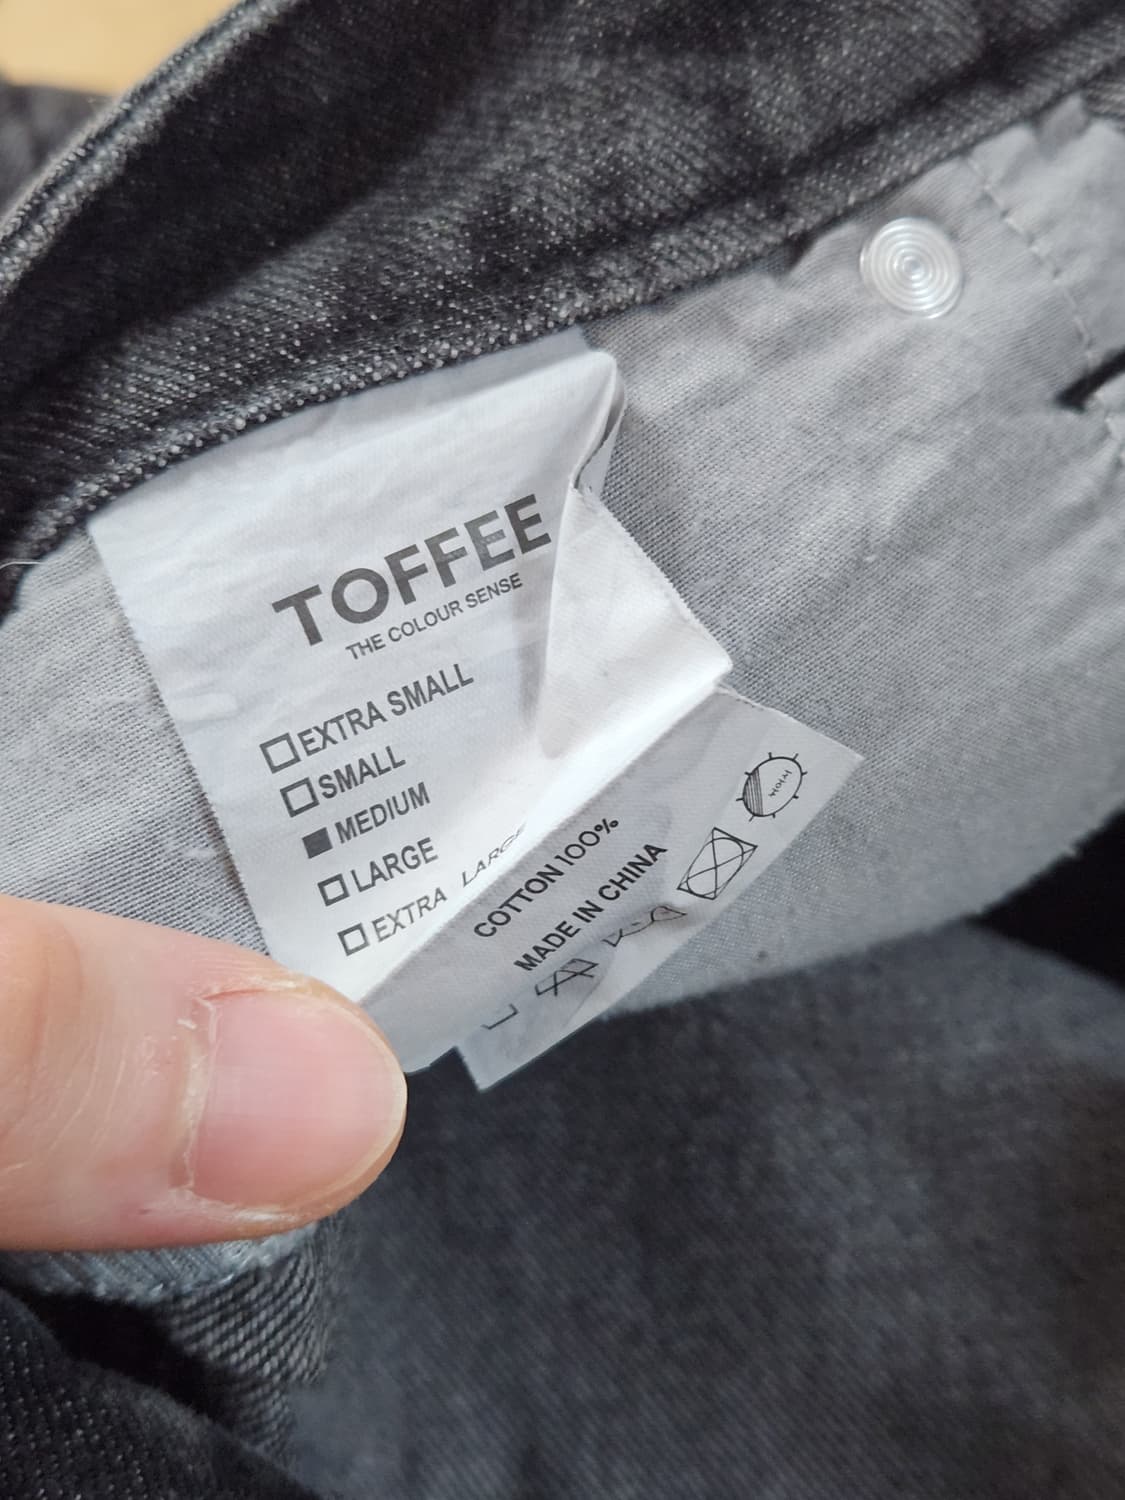 TOFFEE
THE COLOUR SENSE
EXTRA SMALL
SMALL
MEDIUM
LARGE
EXTRA LARGE
COTTON 100%
MADE IN CHINA